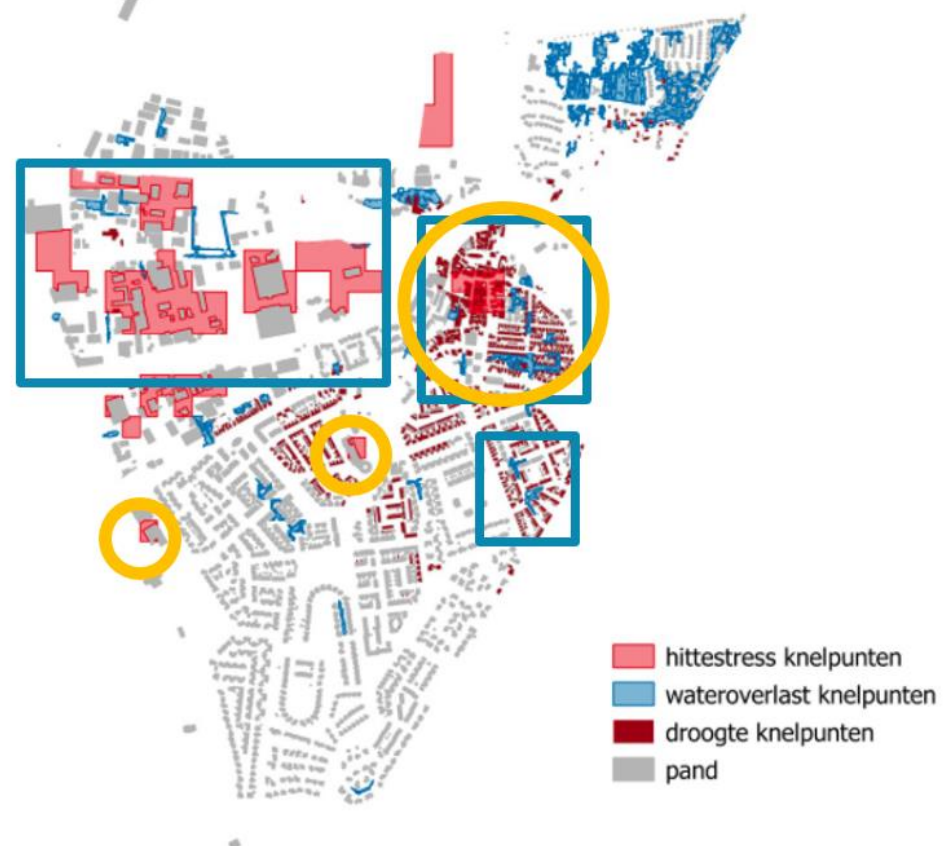 hittestress knelpunten
wateroverlast knelpunten
droogte knelpunten
pand